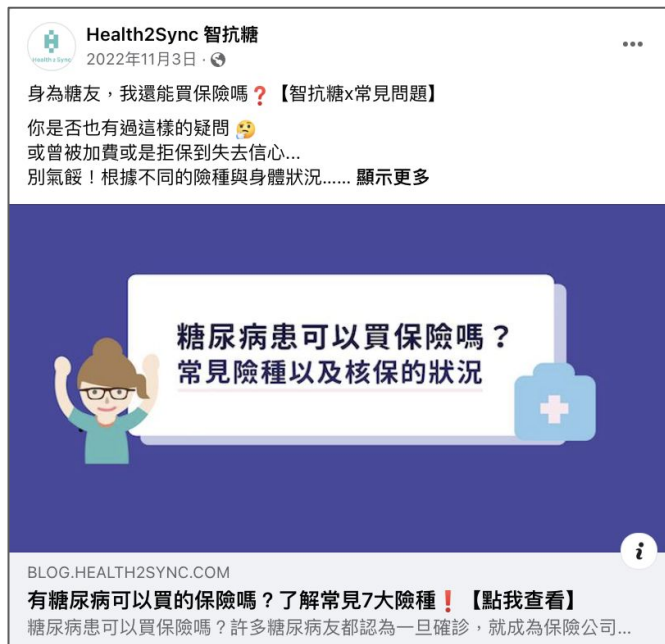 Health2Sync 智抗糖
2022年11月3日 ·
Health2Sync
身為糖友，我還能買保險嗎❓【智抗糖x常見問題】
你是否也有過這樣的疑問 🤔
或曾被加費或是拒保到失去信心...
別氣餒！根據不同的險種與身體狀況...... 顯示更多
糖尿病患可以買保險嗎？
常見險種以及核保的狀況
BLOG.HEALTH2SYNC.COM
有糖尿病可以買的保險嗎？了解常見7大險種❗【點我查看】
糖尿病患可以買保險嗎？許多糖尿病友都認為一旦確診，就成為保險公司...